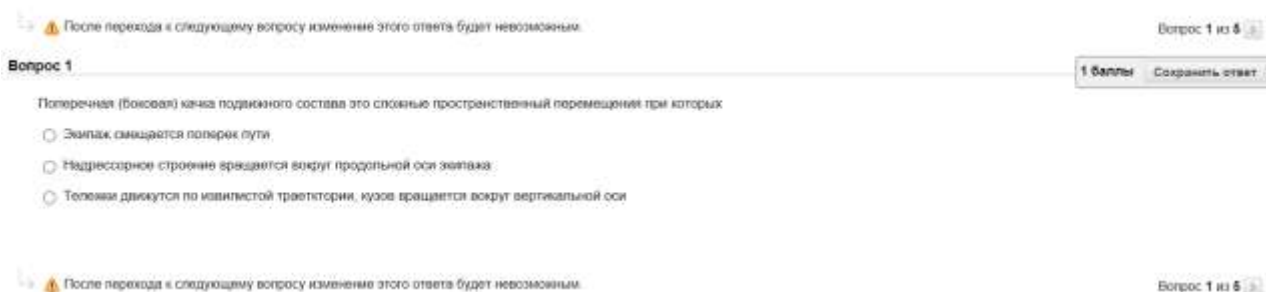 После перехода к следующему вопросу изменение этого ответа будет невозможным. Вопрос 1 из 5
Вопрос 1
1 баллы Сохранить ответ
Поперечная (боковая) качка подвижного состава это сложные пространственный перемещения при которых
Экипаж смещается поперек пути
Надрессорное строение вращается вокруг продольной оси экипажа
Тележки движутся по извилистой траектктории, кузов вращается вокруг вертикальной оси
После перехода к следующему вопросу изменение этого ответа будет невозможным. Вопрос 1 из 5